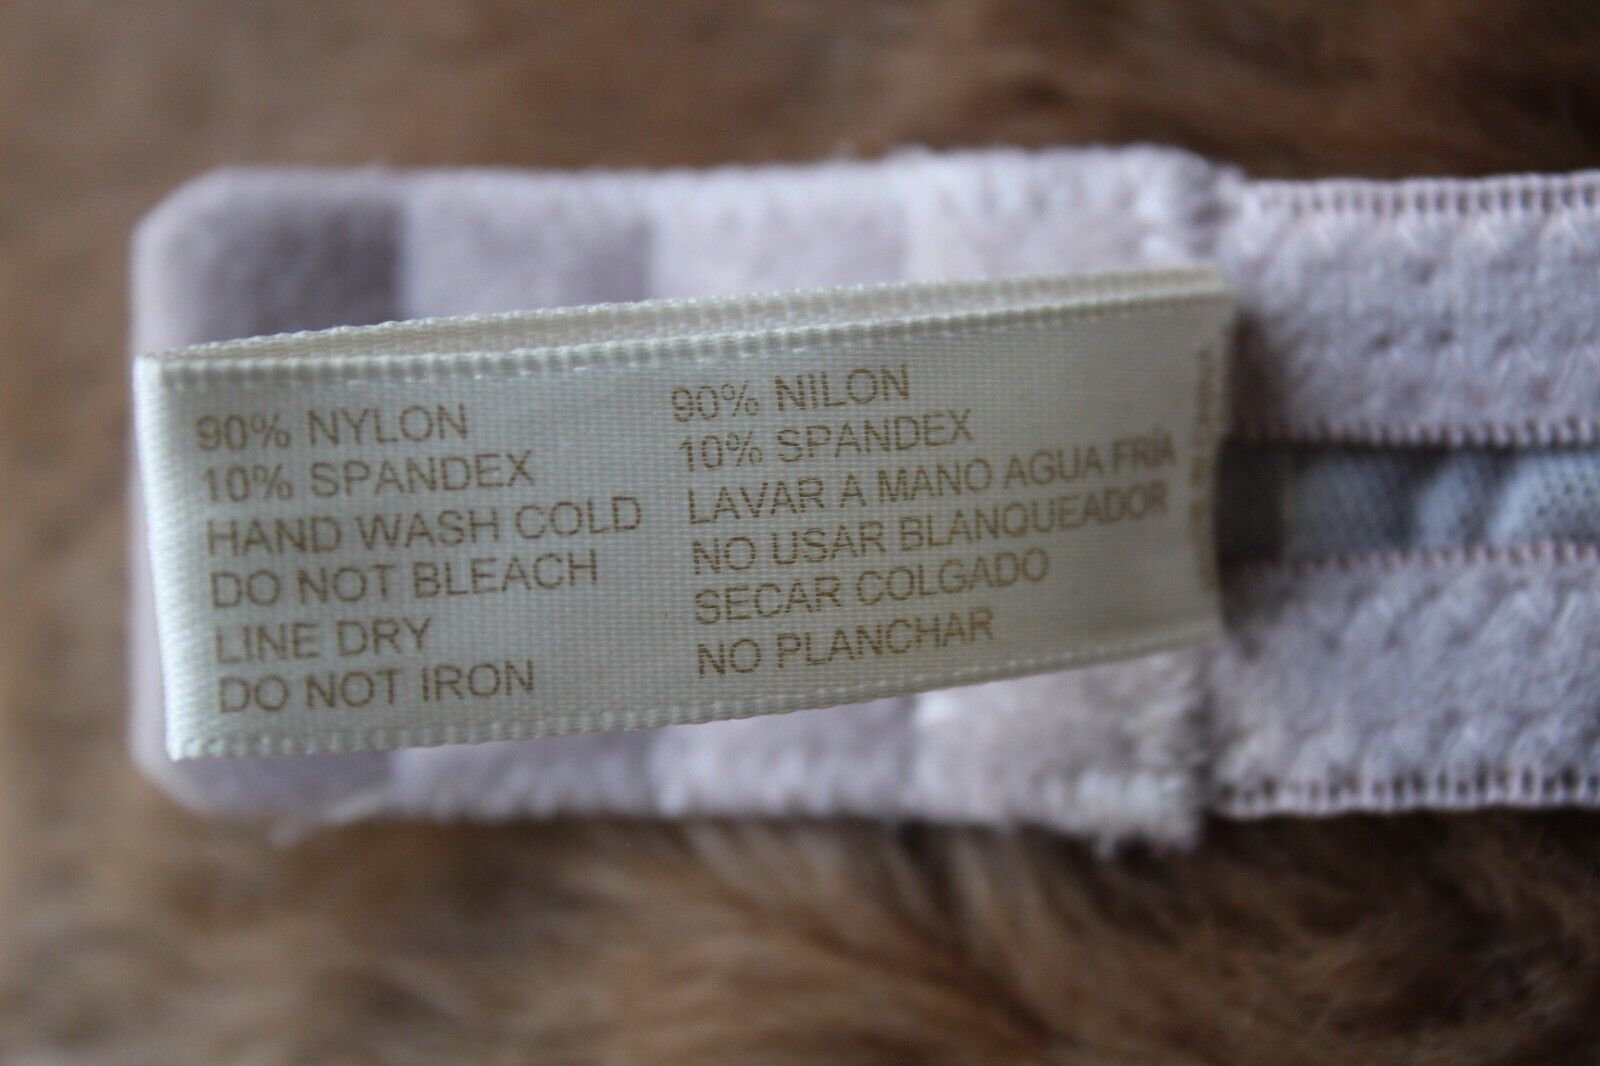 90% NYLON
10% SPANDEX
HAND WASH COLD
DO NOT BLEACH
LINE DRY
DO NOT IRON
90% NILON
10% SPANDEX
LAVAR A MANO AGUA FRÍA
NO USAR BLANQUEADOR
SECAR COLGADO
NO PLANCHAR